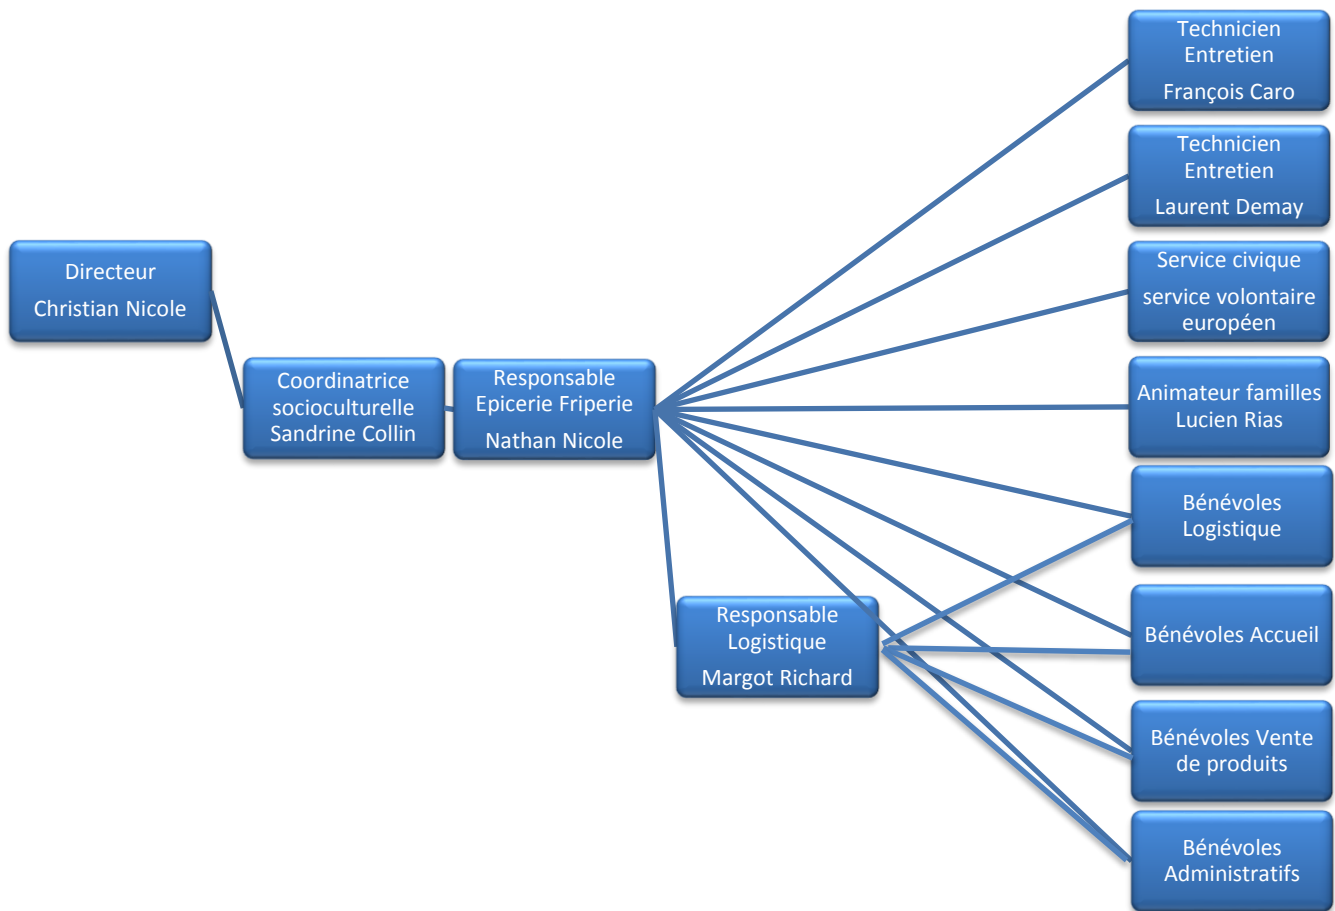 Directeur
Christian Nicole
Coordinatrice
socioculturelle
Sandrine Collin
Responsable
Epicerie Friperie
Nathan Nicole
Responsable
Logistique
Margot Richard
Technicien
Entretien
François Caro
Technicien
Entretien
Laurent Demay
Service civique
service volontaire
européen
Animateur familles
Lucien Rias
Bénévoles
Logistique
Bénévoles Accueil
Bénévoles Vente
de produits
Bénévoles
Administratifs